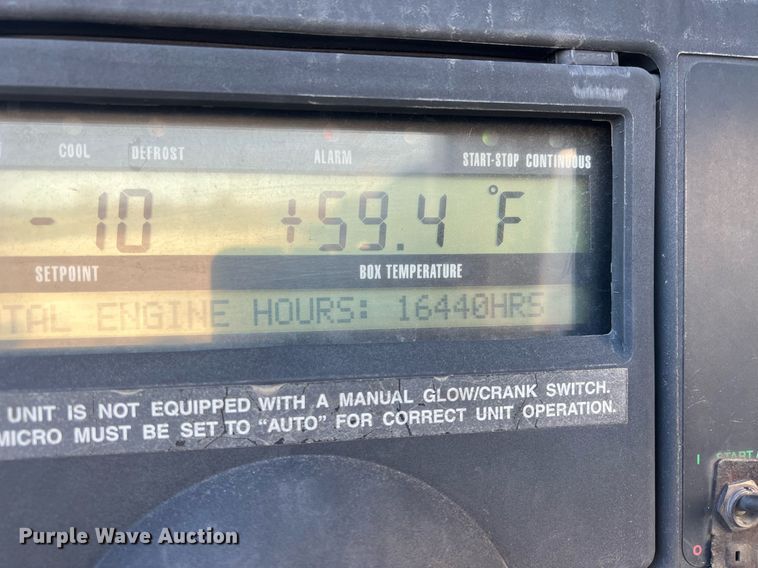 COOL DEFROST ALARM START-STOP CONTINUOUS
-10 +59.4 °F
SETPOINT BOX TEMPERATURE
ENGINE HOURS: 16440HRS
UNIT IS NOT EQUIPPED WITH A MANUAL GLOW/CRANK SWITCH.
MICRO MUST BE SET TO "AUTO" FOR CORRECT UNIT OPERATION.
I START
O
Purple Wave Auction